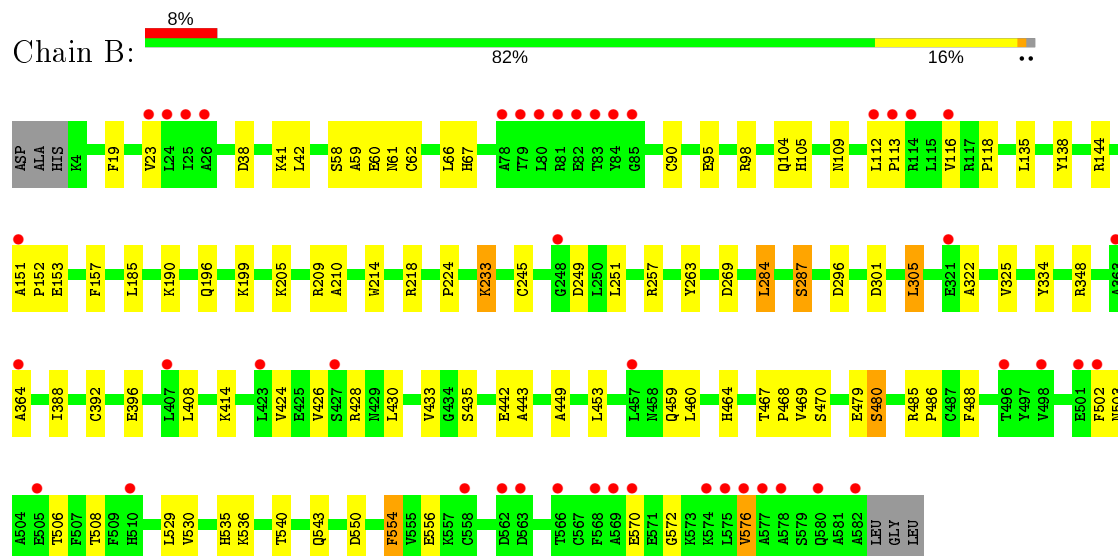 8%
Chain B:
82% 16% ••
ASP ALA HIS K4 F19 V23 L24 I25 A26 D38 K41 L42 S58 A59 E60 N61 C62 L66 H67 A78 T79 L80 R81 E82 T83 Y84 G85 C90 E95 R98 Q104 H105 N109 L112 P113 R114 L115 V116 R117 P118 L135 Y138 R144
A151 P152 E153 F157 L185 K190 Q196 K199 K205 R209 A210 W214 R218 P224 K233 C245 G248 D249 L250 L251 R257 Y263 D269 L284 S287 D296 D301 L305 E321 A322 V325 Y334 R348 A363
A364 I388 C392 E396 L407 L408 K414 L423 V424 E425 V426 S427 R428 N429 L430 V433 G434 S435 E442 A443 A449 L453 L457 N458 Q459 L460 H464 T467 P468 V469 S470 E479 S480 R485 P486 C487 F488 T496 Y497 V498 E501 F502 N503
A504 E505 T506 F507 T508 F509 H510 L529 V530 H535 K536 T540 Q543 D550 F554 V555 E556 K557 C558 D562 D563 T566 C567 F568 A569 E570 E571 G572 K573 K574 L575 V576 A577 A578 S579 Q580 A581 A582 LEU GLY LEU